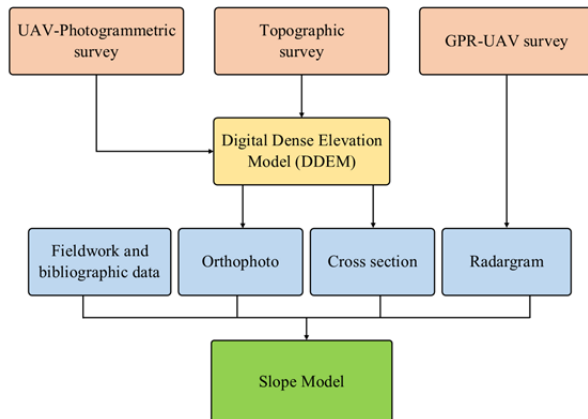 UAV-Photogrammetric
survey
Topographic
survey
GPR-UAV survey
Digital Dense Elevation
Model (DDEM)
Fieldwork and
bibliographic data
Orthophoto
Cross section
Radargram
Slope Model